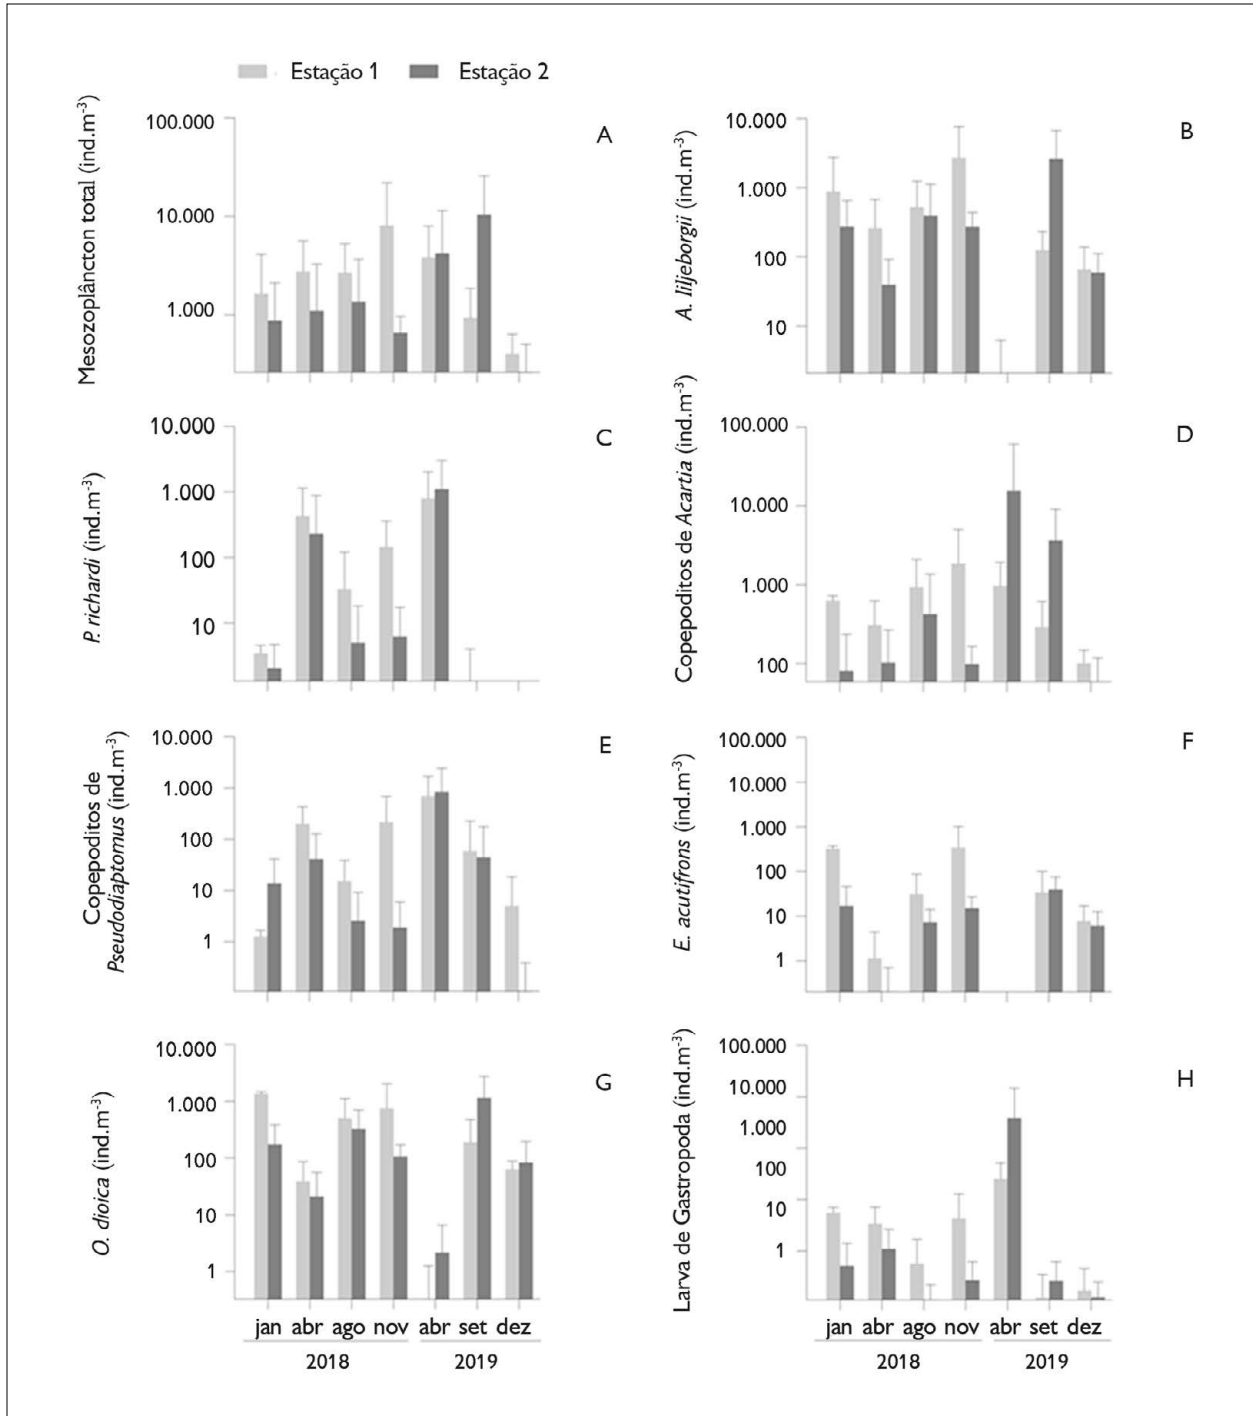 Estação 1 Estação 2
Mesozoplâncton total (ind.m-3)
100.000
10.000
1.000
A
A. liljeborgii (ind.m-3)
10.000
1.000
100
10
B
P. richardi (ind.m-3)
10.000
1.000
100
10
C
Copepoditos de Acartia (ind.m-3)
100.000
10.000
1.000
100
D
Copepoditos de
Pseudodiaptomus (ind.m-3)
10.000
1.000
100
10
1
E
E. acutifrons (ind.m-3)
100.000
10.000
1.000
100
10
1
F
O. dioica (ind.m-3)
10.000
1.000
100
10
1
G
jan abr ago nov abr set dez
2018 2019
Larva de Gastropoda (ind.m-3)
100.000
10.000
1.000
100
10
1
H
jan abr ago nov abr set dez
2018 2019